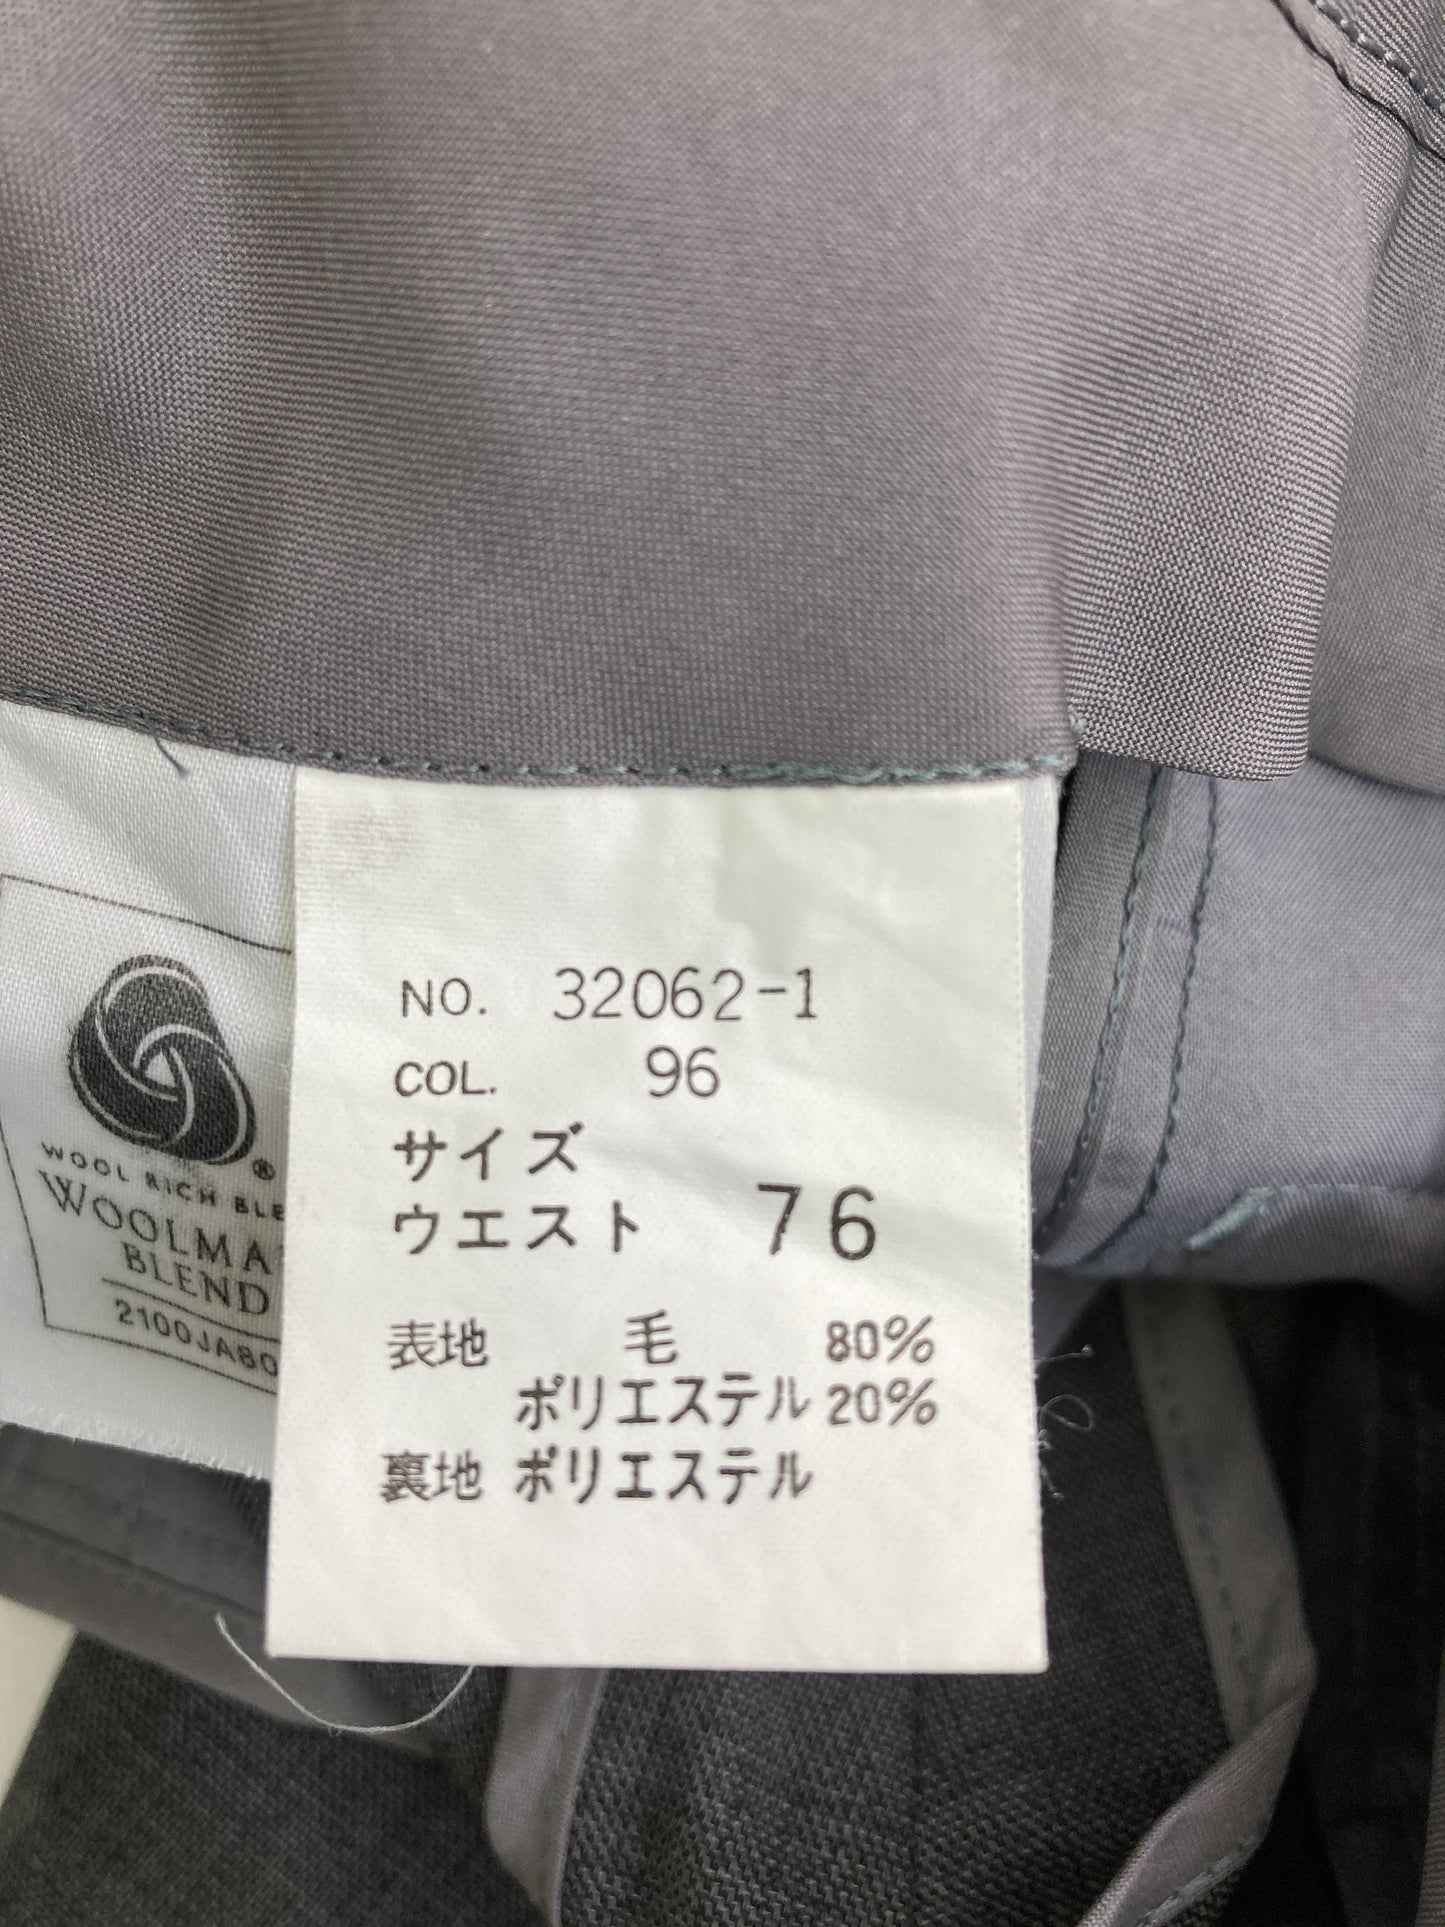 NO. 32062-1
COL. 96
サイズ
ウエスト 76
表地 毛 80%
ポリエステル 20%
裏地 ポリエステル
®
WOOL RICH
WOOLMA
BLEND
2100JA80